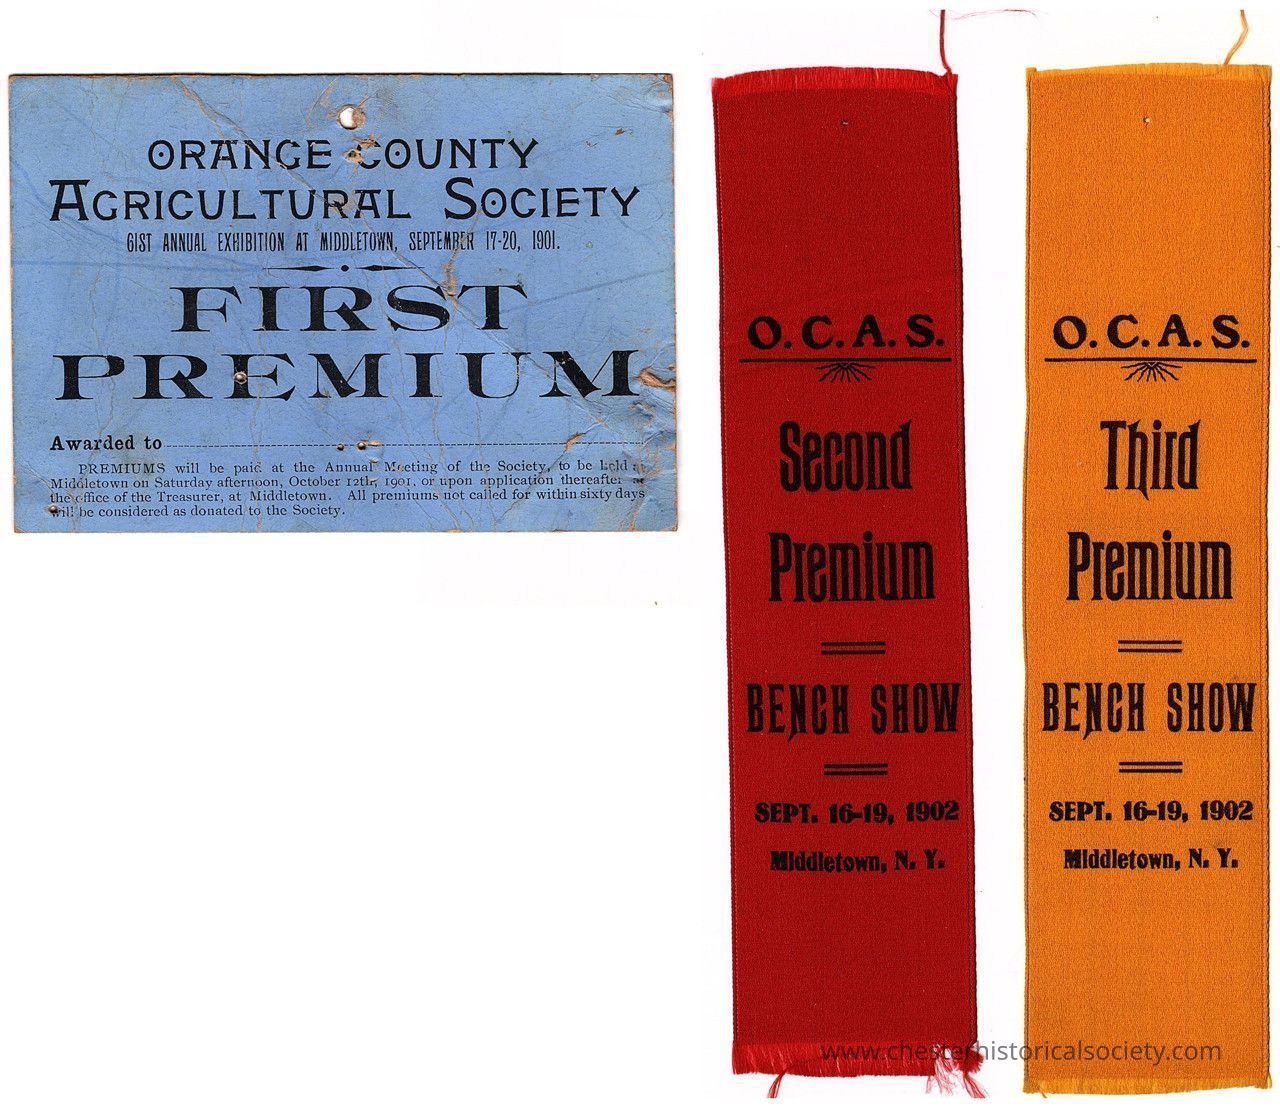 ORANGE COUNTY
AGRICULTURAL SOCIETY
61ST ANNUAL EXHIBITION AT MIDDLETOWN, SEPTEMBER 17-20, 1901.
FIRST
PREMIUM
Awarded to
PREMIUMS will be paid at the Annual Meeting of the Society, to be held at
Middletown on Saturday afternoon, October 12th, 1901, or upon application thereafter at
the office of the Treasurer, at Middletown. All premiums not called for within sixty days
will be considered as donated to the Society.
O. C. A. S.
Second
Premium
BENCH SHOW
SEPT. 16-19, 1902
Middletown, N. Y.
O. C. A. S.
Third
Premium
BENCH SHOW
SEPT. 16-19, 1902
Middletown, N. Y.
www.chesterhistoricalsociety.com